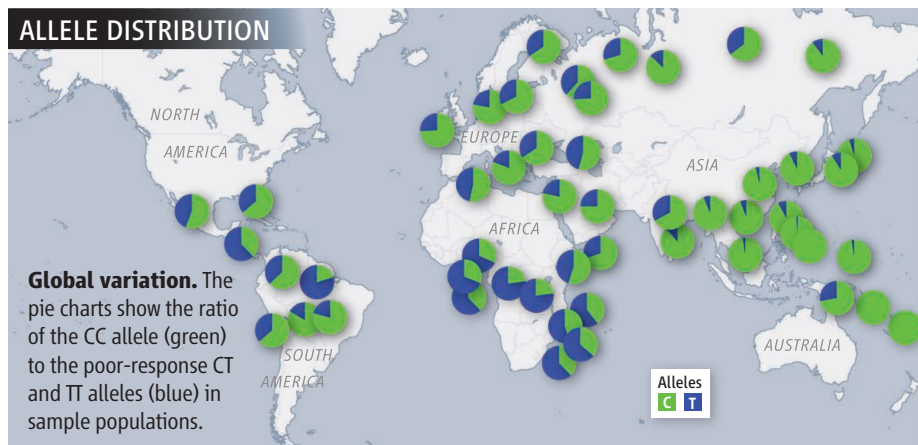 ALLELE DISTRIBUTION
NORTH
AMERICA
EUROPE
ASIA
AFRICA
SOUTH
AMERICA
AUSTRALIA
Global variation. The
pie charts show the ratio
of the CC allele (green)
to the poor-response CT
and TT alleles (blue) in
sample populations.
Alleles
C T